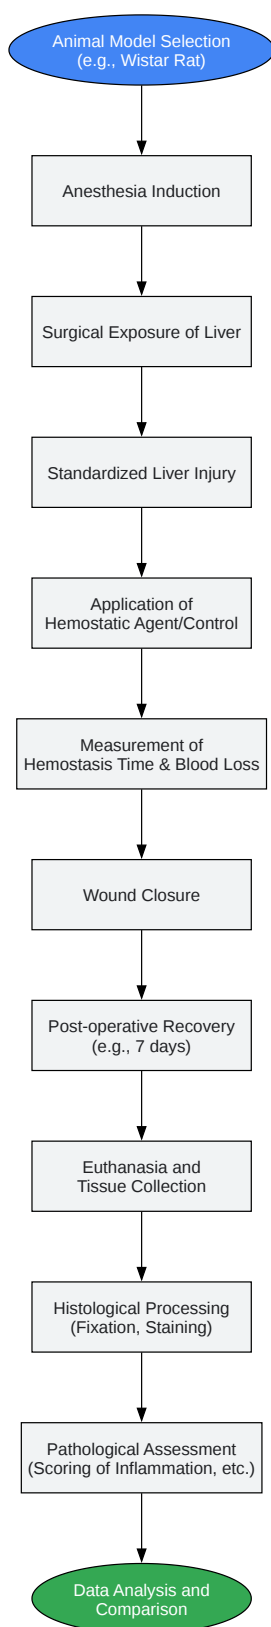 Animal Model Selection
(e.g., Wistar Rat)
Anesthesia Induction
Surgical Exposure of Liver
Standardized Liver Injury
Application of
Hemostatic Agent/Control
Measurement of
Hemostasis Time & Blood Loss
Wound Closure
Post-operative Recovery
(e.g., 7 days)
Euthanasia and
Tissue Collection
Histological Processing
(Fixation, Staining)
Pathological Assessment
(Scoring of Inflammation, etc.)
Data Analysis and
Comparison